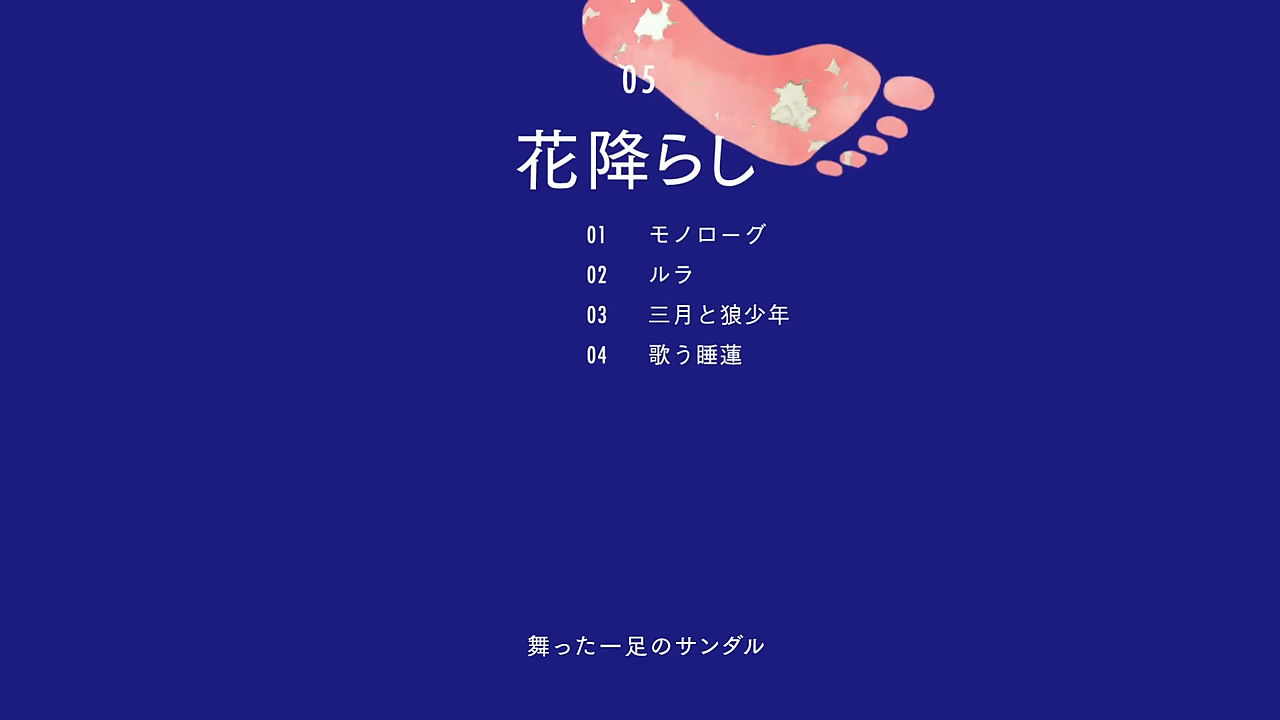 05
花降らし
01 モノローグ
02 ルラ
03 三月と狼少年
04 歌う睡蓮
舞った一足のサンダル